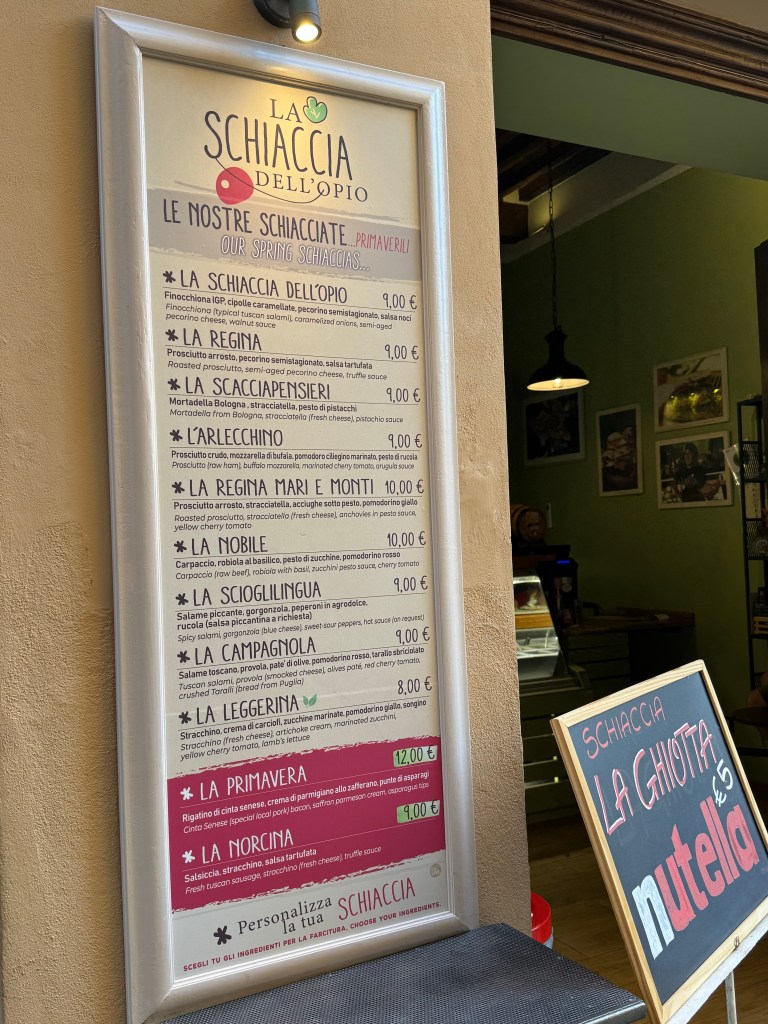 LA
SCHIACCIA
DELL'OPIO
LE NOSTRE SCHIACCIATE...PRIMAVERILI
OUR SPRING SCHIACCIAS...
* LA SCHIACCIA DELL'OPIO 9,00 €
Finocchiona IGP, cipolle caramellate, pecorino semistagionato, salsa noci
Finocchiona (typical tuscan salami), caramelized onions, semi-aged
pecorino cheese, walnut sauce
* LA REGINA 9,00 €
Prosciutto arrosto, pecorino semistagionato, salsa tartufata
Roasted prosciutto, semi-aged pecorino cheese, truffle sauce
* LA SCACCIAPENSIERI 9,00 €
Mortadella Bologna , stracciatella, pesto di pistacchi
Mortadella from Bologna, stracciatella (fresh cheese), pistachio sauce
* L'ARLECCHINO 9,00 €
Prosciutto crudo, mozzarella di bufala, pomodoro ciliegino marinato, pesto di rucola
Prosciutto (raw ham), buffalo mozzarella, marinated cherry tomato, arugula sauce
* LA REGINA MARI E MONTI 10,00 €
Prosciutto arrosto, stracciatella, acciughe sotto pesto, pomodorino giallo
Roasted prosciutto, stracciatella (fresh cheese), anchovies in pesta sauce,
yellow cherry tomato
* LA NOBILE 10,00 €
Carpaccio, robiola al basilico, pesto di zucchine, pomodorino rosso
Carpaccio (raw beef), robiola with basil, zucchini pesto sauce, cherry tomato
* LA SCIOGLILINGUA 9,00 €
Salame piccante, gorgonzola, peperoni in agrodolce,
rucola (salsa piccantina a richiesta)
Spicy salami, gorgonzola (blue cheese), sweet-sour peppers, hot sauce (on request)
* LA CAMPAGNOLA 9,00 €
Salame toscano, provola, pate' di olive, pomodorino rosso, tarallo sbriciolato
Tuscan salami, provola (smocked cheese), olives paté, red cherry tomato,
crushed Taralli (bread from Puglia)
* LA LEGGERINA 8,00 €
Stracchino, crema di carciofi, zucchine marinate, pomodorino giallo, songino
Stracchino (fresh cheese), artichoke cream, marinated zucchini,
yellow cherry tomato, lamb's lettuce
* LA PRIMAVERA 12,00 €
Rigatino di cinta senese, crema di parmigiano allo zafferano, punte di asparagi
Cinta Senese (special local pork) bacon, saffron parmesan cream, asparagus tips
* LA NORCINA 9,00 €
Salsiccia, stracchino, salsa tartufata
Fresh tuscan sausage, stracchino (fresh cheese), truffle sauce
* Personalizza
la tua SCHIACCIA
SCEGLI TU GLI INGREDIENTI PER LA FARCITURA. CHOOSE YOUR INGREDIENTS.
SCHIACCIA
LA GHIOTTA
€5
nutella